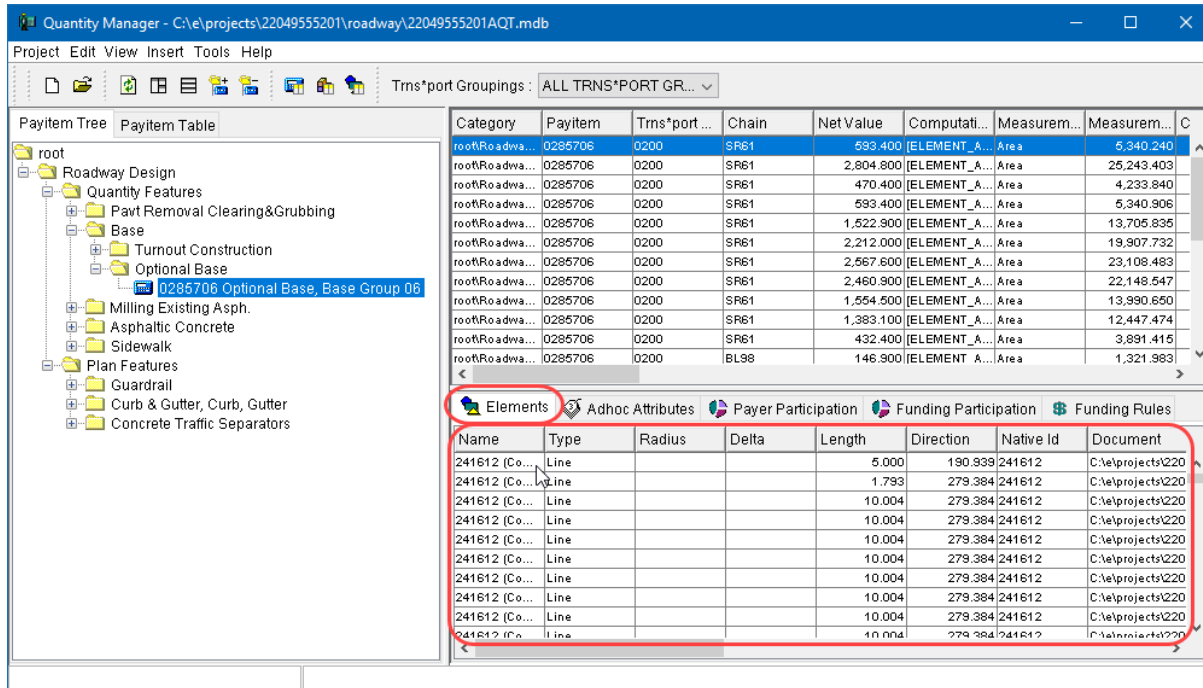 Quantity Manager - C:\e\projects\22049555201\roadway\22049555201AQT.mdb
Project Edit View Insert Tools Help
Trns*port Groupings : ALL TRNS*PORT GR...
Payitem Tree Payitem Table
root
Roadway Design
Quantity Features
Pavt Removal Clearing&Grubbing
Base
Turnout Construction
Optional Base
0285706 Optional Base, Base Group 06
Milling Existing Asph.
Asphaltic Concrete
Sidewalk
Plan Features
Guardrail
Curb & Gutter, Curb, Gutter
Concrete Traffic Separators
Category Payitem Trns*port ... Chain Net Value Computati... Measurem... Measurem... C
root\Roadwa... 0285706 0200 SR61 593.400 [ELEMENT_A... Area 5,340.240
root\Roadwa... 0285706 0200 SR61 2,804.800 [ELEMENT_A... Area 25,243.403
root\Roadwa... 0285706 0200 SR61 470.400 [ELEMENT_A... Area 4,233.840
root\Roadwa... 0285706 0200 SR61 593.400 [ELEMENT_A... Area 5,340.906
root\Roadwa... 0285706 0200 SR61 1,522.900 [ELEMENT_A... Area 13,705.835
root\Roadwa... 0285706 0200 SR61 2,212.000 [ELEMENT_A... Area 19,907.732
root\Roadwa... 0285706 0200 SR61 2,567.600 [ELEMENT_A... Area 23,108.483
root\Roadwa... 0285706 0200 SR61 2,460.900 [ELEMENT_A... Area 22,148.547
root\Roadwa... 0285706 0200 SR61 1,554.500 [ELEMENT_A... Area 13,990.650
root\Roadwa... 0285706 0200 SR61 1,383.100 [ELEMENT_A... Area 12,447.474
root\Roadwa... 0285706 0200 SR61 432.400 [ELEMENT_A... Area 3,891.415
root\Roadwa... 0285706 0200 BL98 146.900 [ELEMENT_A... Area 1,321.983
Elements Adhoc Attributes Payer Participation Funding Participation Funding Rules
Name Type Radius Delta Length Direction Native Id Document
241612 (Co... Line 5.000 190.939 241612 C:\e\projects\220
241612 (Co... Line 1.793 279.384 241612 C:\e\projects\220
241612 (Co... Line 10.004 279.384 241612 C:\e\projects\220
241612 (Co... Line 10.004 279.384 241612 C:\e\projects\220
241612 (Co... Line 10.004 279.384 241612 C:\e\projects\220
241612 (Co... Line 10.004 279.384 241612 C:\e\projects\220
241612 (Co... Line 10.004 279.384 241612 C:\e\projects\220
241612 (Co... Line 10.004 279.384 241612 C:\e\projects\220
241612 (Co... Line 10.004 279.384 241612 C:\e\projects\220
241612 (Co... Line 10.004 279.384 241612 C:\e\projects\220